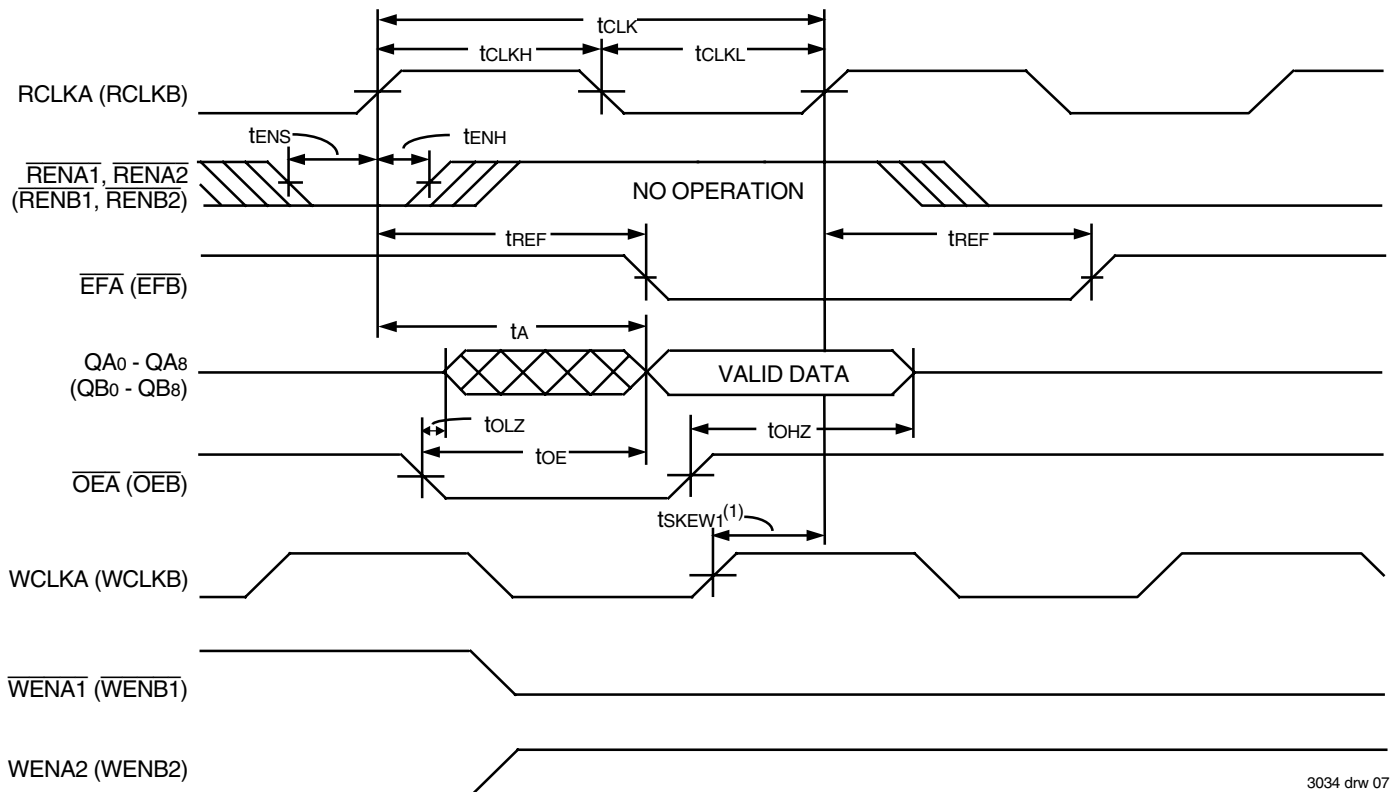 tCLK
tCLKH
tCLKL
RCLKA (RCLKB)
tENS
tENH
RENA1, RENA2
(RENB1, RENB2)
NO OPERATION
tREF
tREF
EFA (EFB)
tA
QA0 - QA8
(QB0 - QB8)
VALID DATA
tOLZ
tOHZ
tOE
OEA (OEB)
tSKEW1(1)
WCLKA (WCLKB)
WENA1 (WENB1)
WENA2 (WENB2)
3034 drw 07